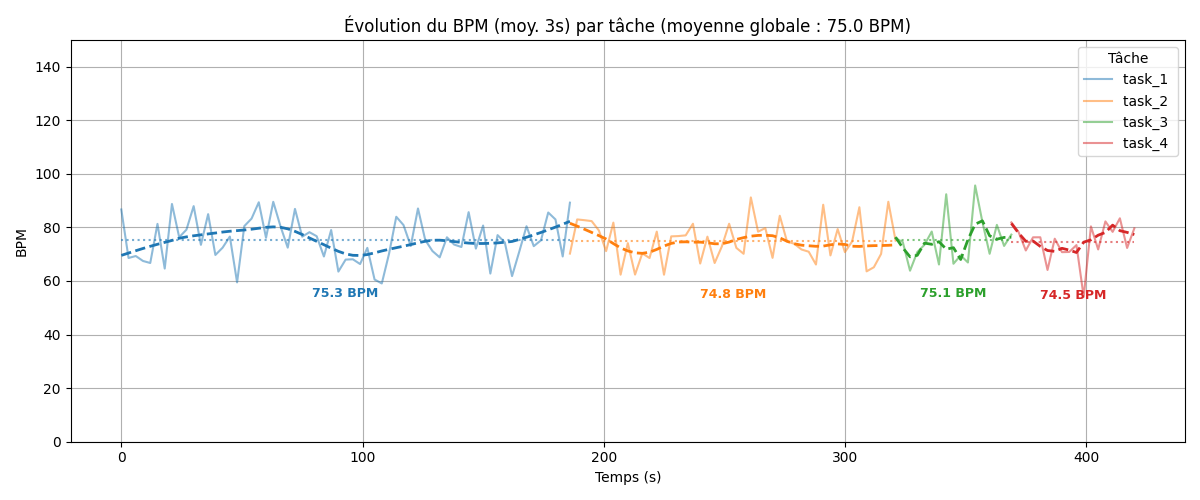 Évolution du BPM (moy. 3s) par tâche (moyenne globale : 75.0 BPM)
Tâche
task_1
task_2
task_3
task_4
BPM
140
120
100
80
60
40
20
0
75.3 BPM
74.8 BPM
75.1 BPM
74.5 BPM
0
100
200
300
400
Temps (s)